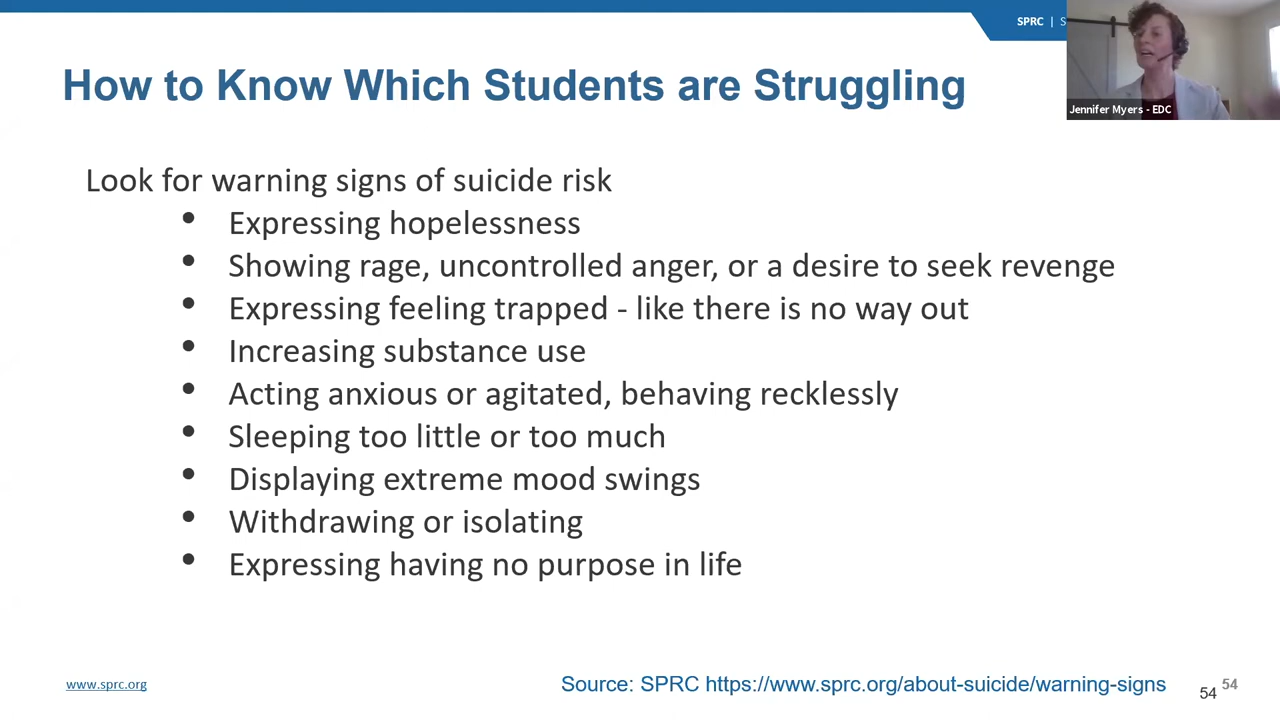 SPRC | S
Jennifer Myers - EDC
How to Know Which Students are Struggling
Look for warning signs of suicide risk
• Expressing hopelessness
• Showing rage, uncontrolled anger, or a desire to seek revenge
• Expressing feeling trapped - like there is no way out
• Increasing substance use
• Acting anxious or agitated, behaving recklessly
• Sleeping too little or too much
• Displaying extreme mood swings
• Withdrawing or isolating
• Expressing having no purpose in life
www.sprc.org
Source: SPRC https://www.sprc.org/about-suicide/warning-signs
54 54